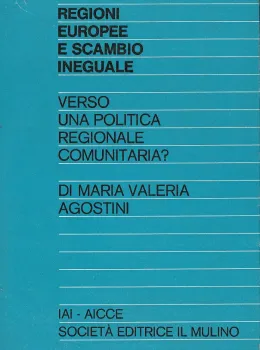 REGIONI
EUROPEE
E SCAMBIO
INEGUALE
VERSO
UNA POLITICA
REGIONALE
COMUNITARIA?
DI MARIA VALERIA
AGOSTINI
IAI - AICCE
SOCIETÀ EDITRICE IL MULINO